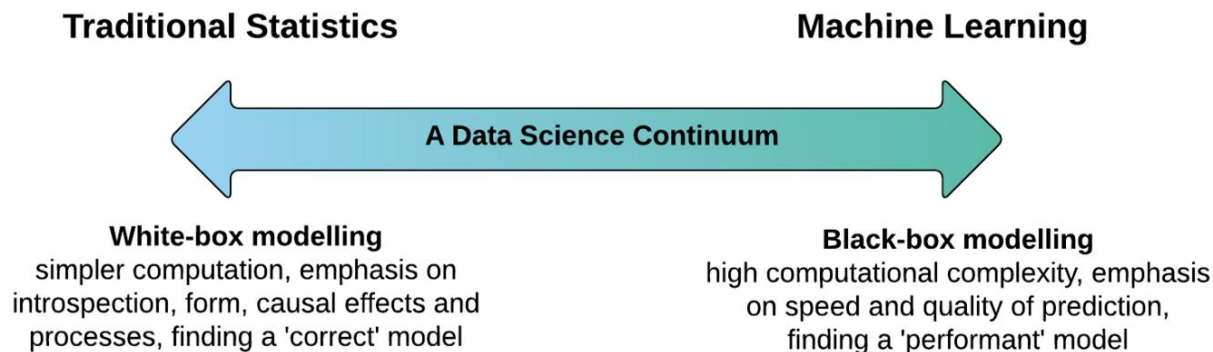 Traditional Statistics
Machine Learning
A Data Science Continuum
White-box modelling
simpler computation, emphasis on
introspection, form, causal effects and
processes, finding a 'correct' model
Black-box modelling
high computational complexity, emphasis
on speed and quality of prediction,
finding a 'performant' model